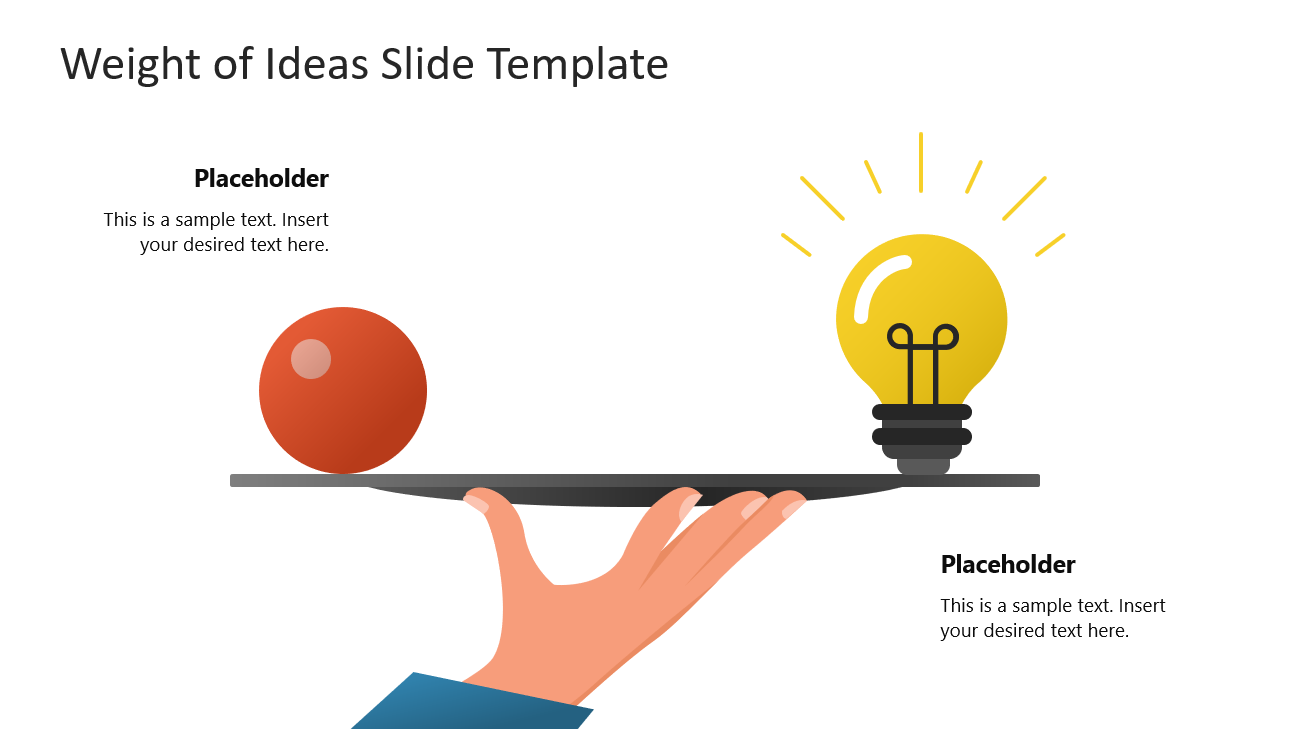 Weight of Ideas Slide Template
Placeholder
This is a sample text. Insert
your desired text here.
Placeholder
This is a sample text. Insert
your desired text here.